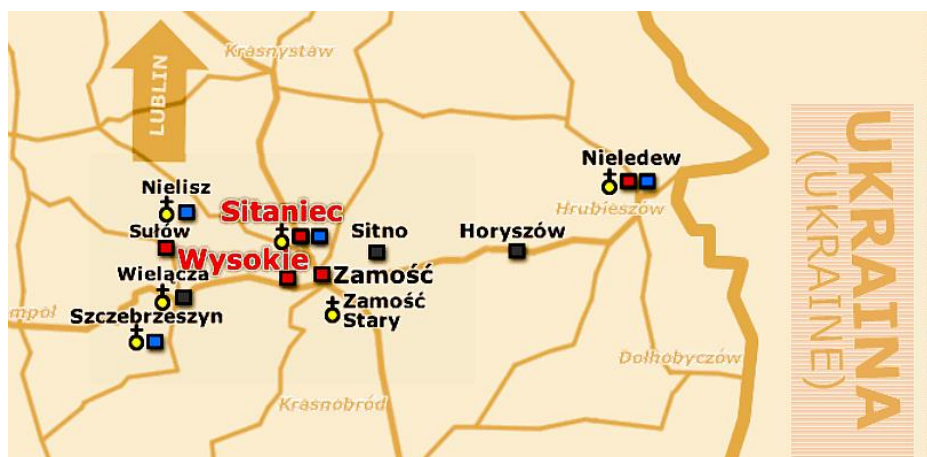 Krasnystaw
LUBLIN
UKRAINA
(UKRAINE)
Nieledew
Nielisz
Hrubieszów
Sitaniec
Sułów
Sitno
Horyszów
Wysokie
Wielącza
Zamość
Zamość
Stary
mpól
Szczebrzeszyn
Dołhobyczów
Krasnobród